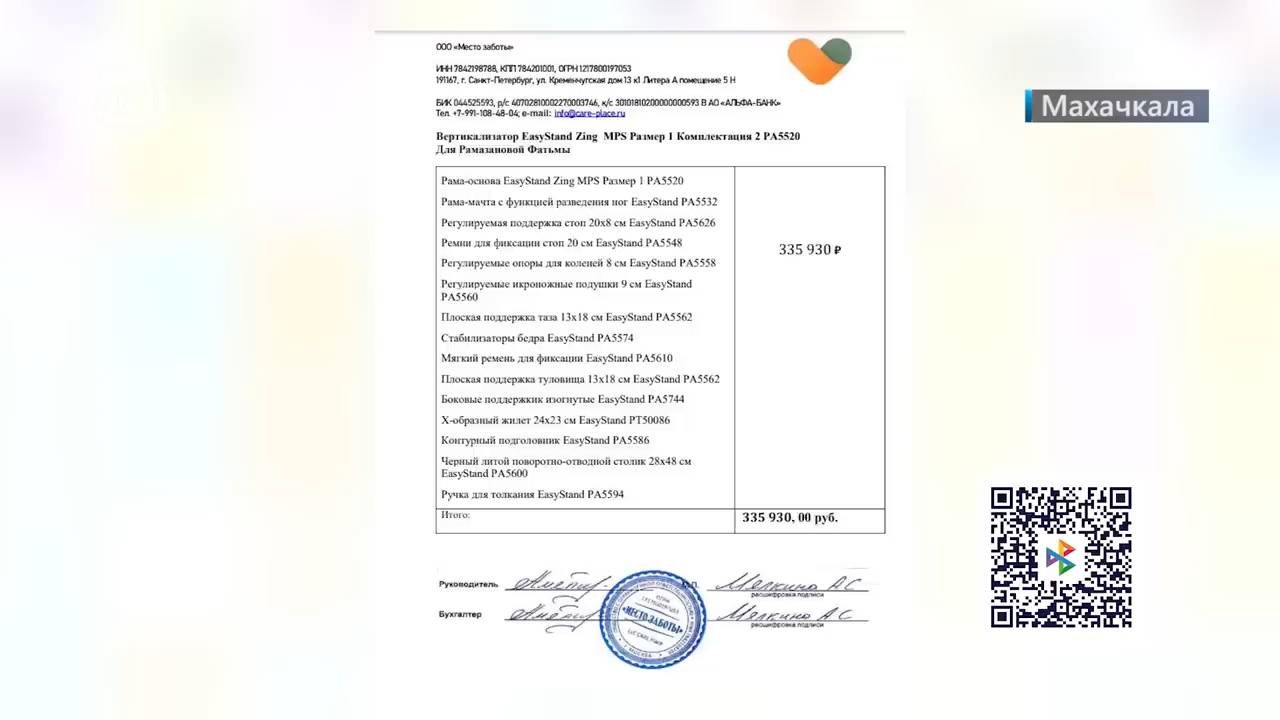 ООО «Место заботы»
ИНН 7842198788, КПП 784201001, ОГРН 1217800197053
191167, г. Санкт-Петербург, ул. Кременчугская дом 13 к1 Литера А помещение 5 Н
БИК 044525593, р/с 40702810002270003746, к/с 30101810200000000593 В АО «АЛЬФА-БАНК»
Тел. +7-991-108-48-04; e-mail: info@care-place.ru
Махачкала
Вертикализатор EasyStand Zing MPS Размер 1 Комплектация 2 PA5520
Для Рамазановой Фатьмы
Рама-основа EasyStand Zing MPS Размер 1 PA5520
Рама-мачта с функцией разведения ног EasyStand PA5532
Регулируемая поддержка стоп 20х8 см EasyStand PA5626
Ремни для фиксации стоп 20 см EasyStand PA5548
Регулируемые опоры для коленей 8 см EasyStand PA5558
Регулируемые икроножные подушки 9 см EasyStand
PA5560
Плоская поддержка таза 13х18 см EasyStand PA5562
Стабилизаторы бедра EasyStand PA5574
Мягкий ремень для фиксации EasyStand PA5610
Плоская поддержка туловища 13х18 см EasyStand PA5562
Боковые поддержкик изогнутые EasyStand PA5744
Х-образный жилет 24х23 см EasyStand PT50086
Контурный подголовник EasyStand PA5586
Черный литой поворотно-отводной столик 28х48 см
EasyStand PA5600
Ручка для толкания EasyStand PA5594
335 930 ₽
Итого:
335 930, 00 руб.
Руководитель
Мялкина А С
расшифровка подписи
Бухгалтер
Мялкина А С
расшифровка подписи
«МЕСТО ЗАБОТЫ»